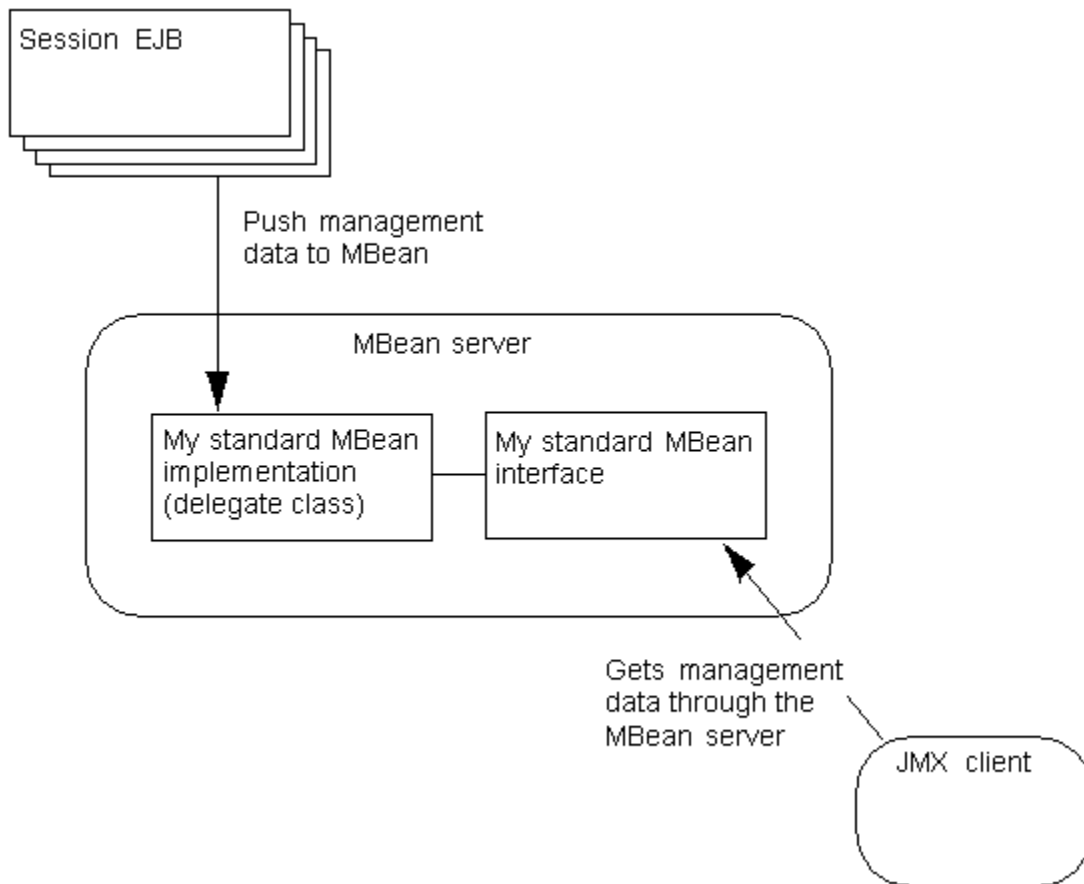 Session EJB
Push management
data to MBean
MBean server
My standard MBean
implementation
(delegate class)
My standard MBean
interface
Gets management
data through the
MBean server
JMX client